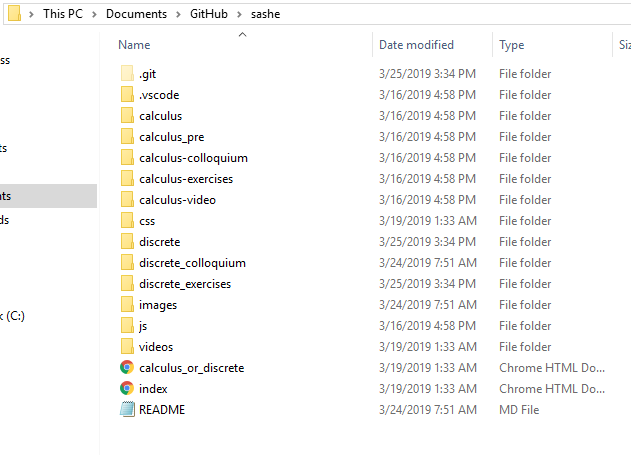 This PC > Documents > GitHub > sashe
Name Date modified Type Siz
ss
.git 3/25/2019 3:34 PM File folder
.vscode 3/16/2019 4:58 PM File folder
calculus 3/16/2019 4:58 PM File folder
calculus_pre 3/16/2019 4:58 PM File folder
ts
calculus-colloquium 3/16/2019 4:58 PM File folder
calculus-exercises 3/16/2019 4:58 PM File folder
nts
calculus-video 3/16/2019 4:58 PM File folder
ds
css 3/19/2019 1:33 AM File folder
discrete 3/25/2019 3:34 PM File folder
discrete_colloquium 3/24/2019 7:51 AM File folder
discrete_exercises 3/25/2019 3:34 PM File folder
images 3/24/2019 7:51 AM File folder
k (C:)
js 3/16/2019 4:58 PM File folder
videos 3/19/2019 1:33 AM File folder
calculus_or_discrete 3/19/2019 1:33 AM Chrome HTML Do...
index 3/19/2019 1:33 AM Chrome HTML Do...
README 3/24/2019 7:51 AM MD File